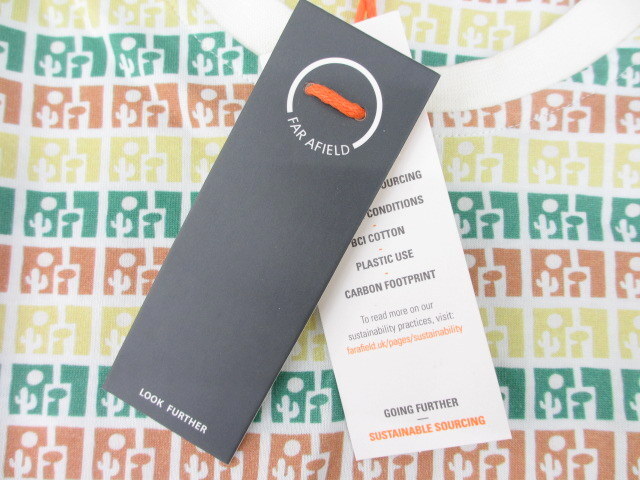 FAR AFIELD
LOOK FURTHER
OURCING
CONDITIONS
BCI COTTON
PLASTIC USE
CARBON FOOTPRINT
To read more on our
sustainability practices, visit:
farafield.uk/pages/sustainability
GOING FURTHER
SUSTAINABLE SOURCING